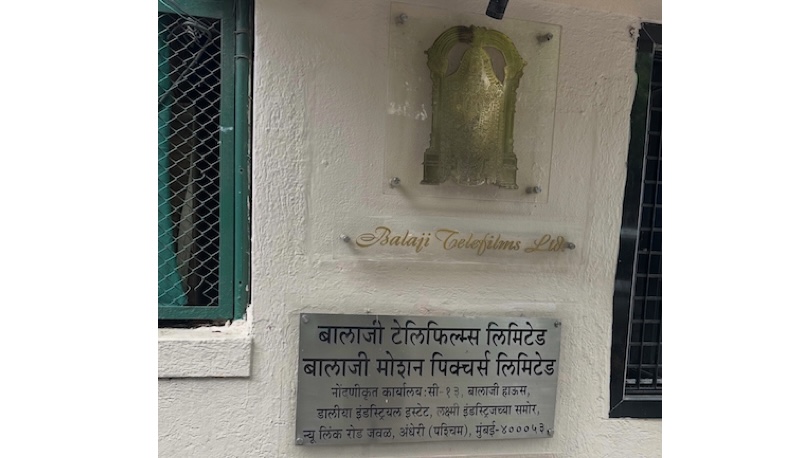 Balaji Telefilms Ltd.
बालाजी टेलिफिल्म्स लिमिटेड
बालाजी मोशन पिक्चर्स लिमिटेड
नोंदणीकृत कार्यालय:सी-१३, बालाजी हाऊस,
डालीया इंडस्ट्रियल इस्टेट, लक्ष्मी इंडस्ट्रिजच्या समोर,
न्यू लिंक रोड जवळ, अंधेरी (पश्चिम), मुंबई-४०००५३.